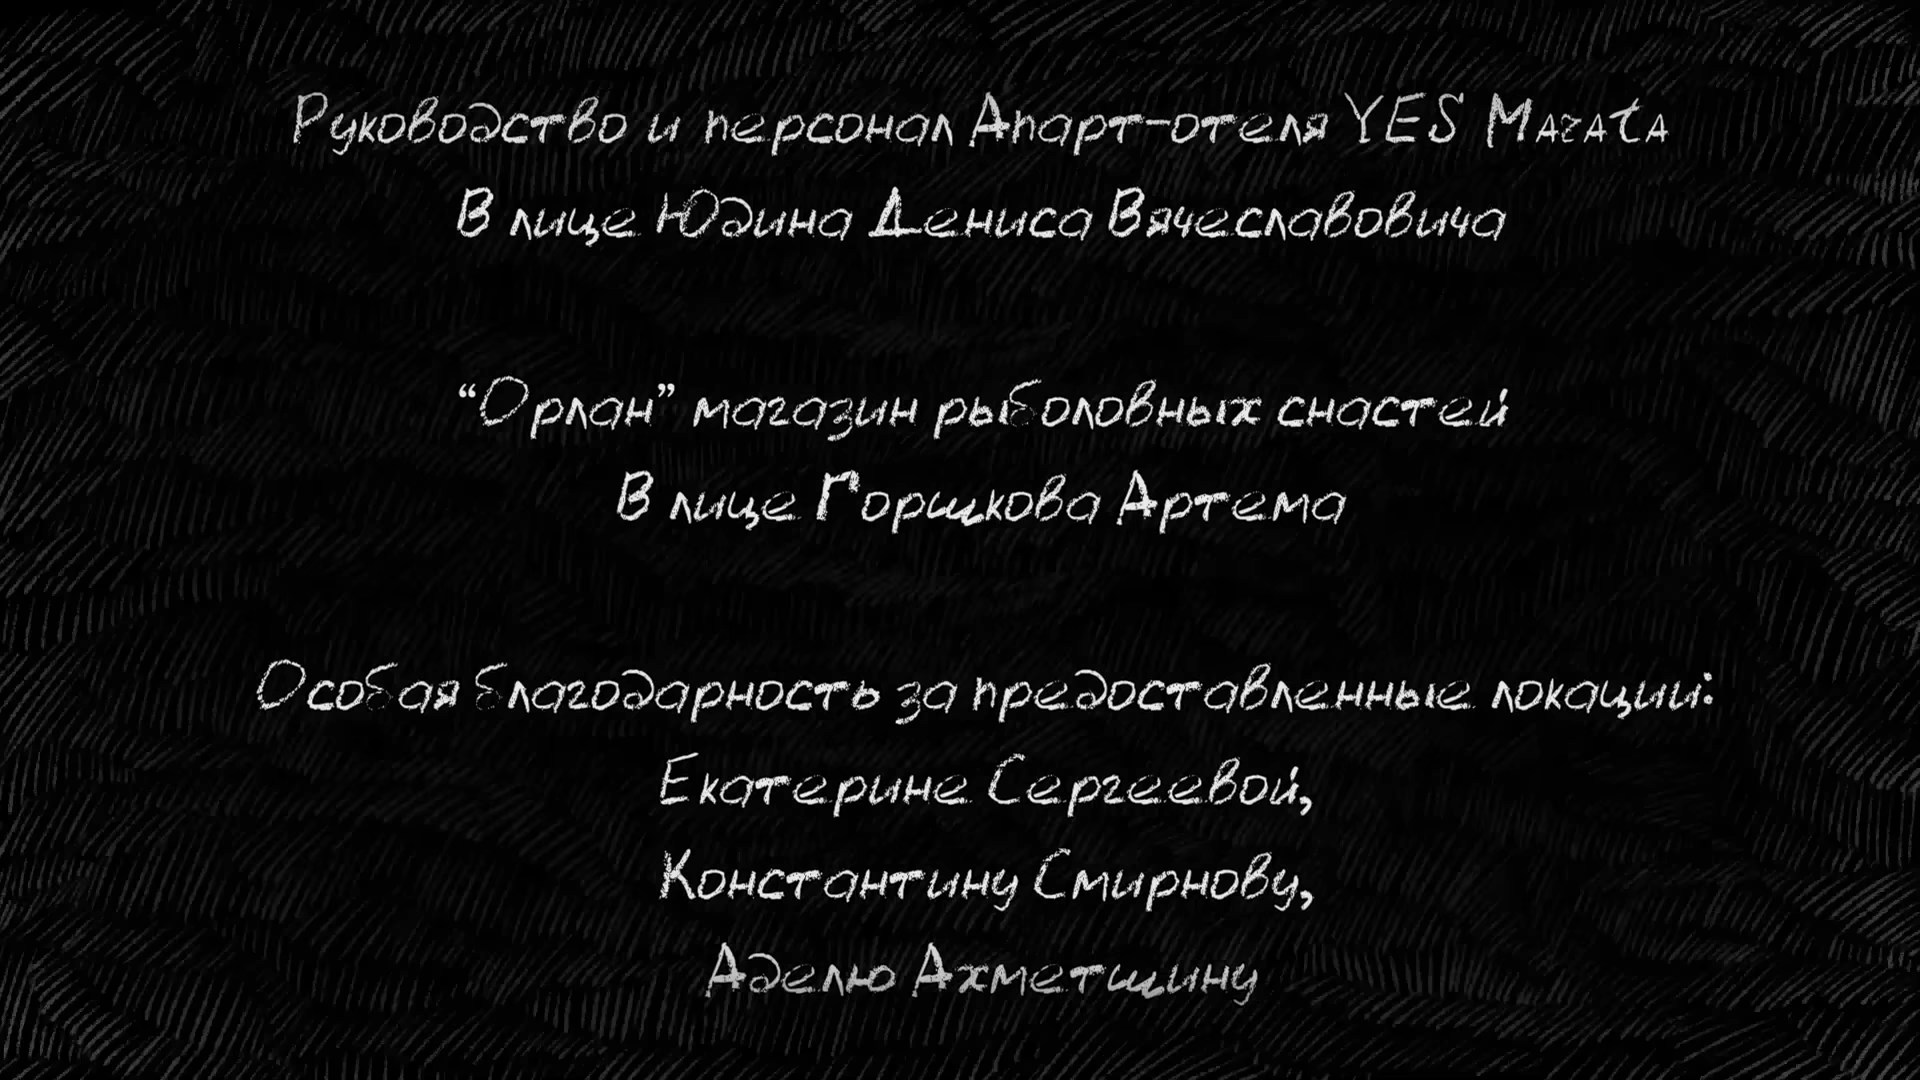 Руководство и персонал Апарт-отеля YES Marata
В лице Юдина Дениса Вячеславовича
“Орлан” магазин рыболовных снастей
В лице Горшкова Артема
Особая благодарность за предоставленные локации:
Екатерине Сергеевой,
Константину Смирнову,
Аделю Ахметшину